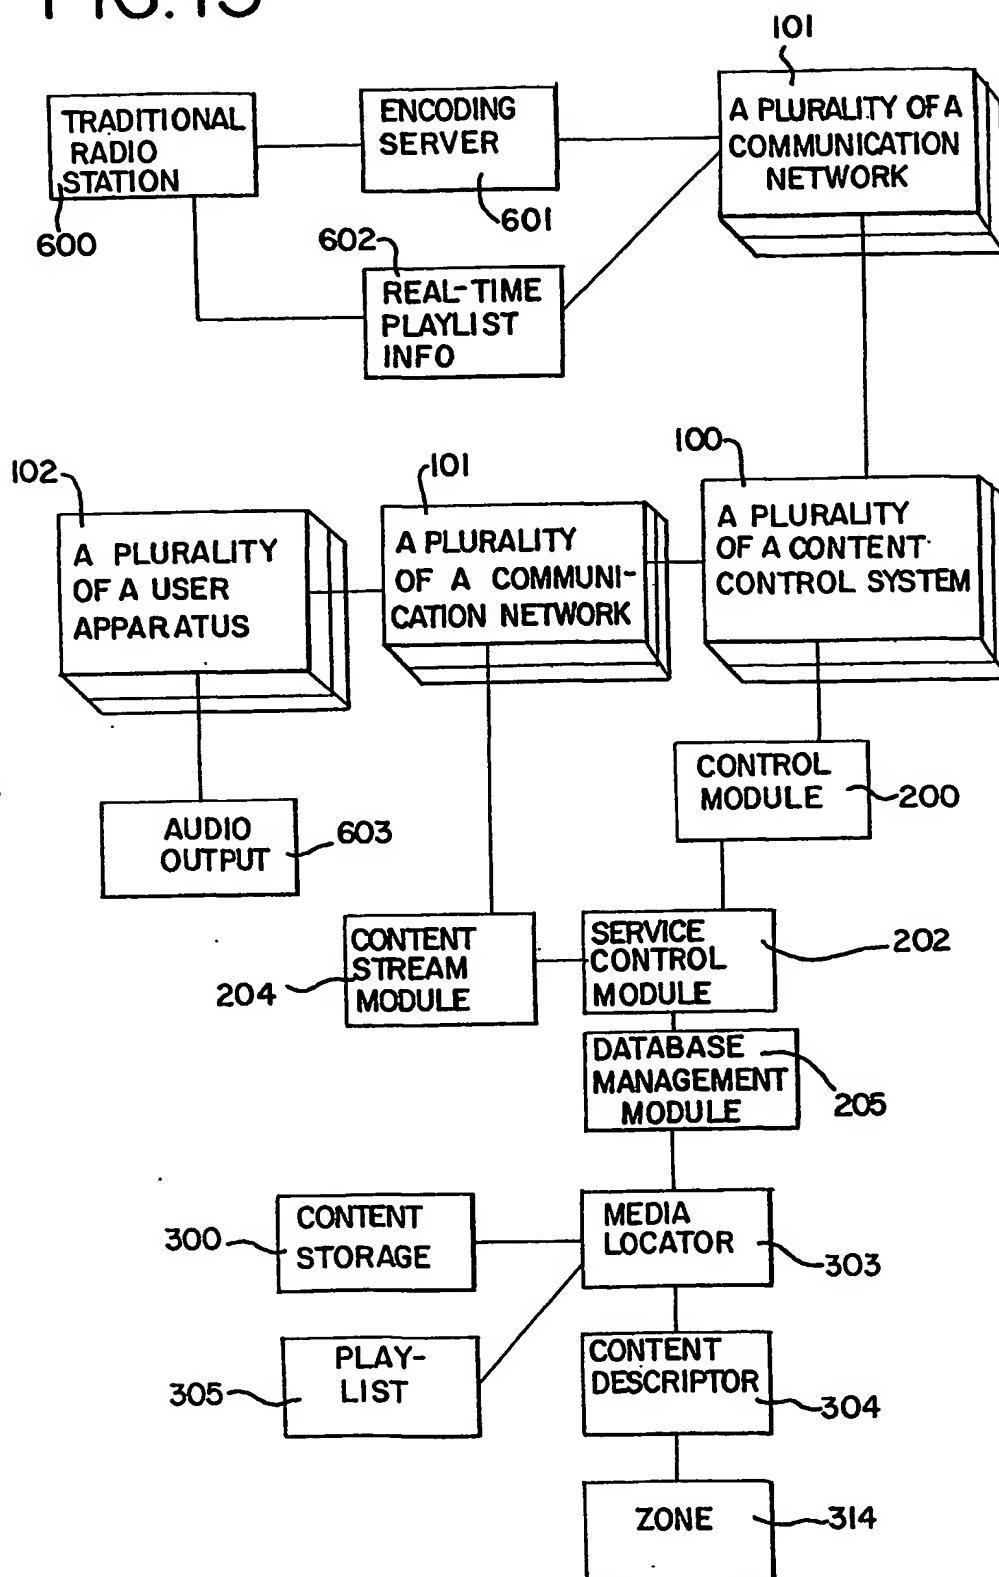 FIG. 15
101
TRADITIONAL
RADIO
STATION
600
ENCODING
SERVER
601
A PLURALITY OF A
COMMUNICATION
NETWORK
602
REAL-TIME
PLAYLIST
INFO
102
A PLURALITY
OF A USER
APPARATUS
101
A PLURALITY
OF A COMMUNI-
CATION NETWORK
100
A PLURALITY
OF A CONTENT
CONTROL SYSTEM
AUDIO
OUTPUT
603
CONTROL
MODULE
200
CONTENT
STREAM
MODULE
204
SERVICE
CONTROL
MODULE
202
DATABASE
MANAGEMENT
MODULE
205
CONTENT
STORAGE
300
MEDIA
LOCATOR
303
PLAY-
LIST
305
CONTENT
DESCRIPTOR
304
ZONE
314